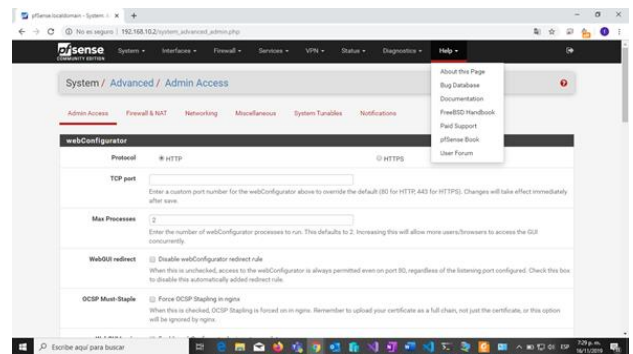 pfSense.localdomain - System: A
No es seguro | 192.168.10.2/system_advanced_admin.php
pfsense
COMMUNITY EDITION
System
Interfaces
Firewall
Services
VPN
Status
Diagnostics
Help
About this Page
Bug Database
Documentation
FreeBSD Handbook
Paid Support
pfSense Book
User Forum
System / Advanced / Admin Access
Admin Access
Firewall & NAT
Networking
Miscellaneous
System Tunables
Notifications
webConfigurator
Protocol
HTTP
HTTPS
TCP port
Enter a custom port number for the webConfigurator above to override the default (80 for HTTP, 443 for HTTPS). Changes will take effect immediately
after save.
Max Processes
2
Enter the number of webConfigurator processes to run. This defaults to 2. Increasing this will allow more users/browsers to access the GUI
concurrently.
WebGUI redirect
Disable webConfigurator redirect rule
When this is unchecked, access to the webConfigurator is always permitted even on port 80, regardless of the listening port configured. Check this box
to disable this automatically added redirect rule.
OCSP Must-Staple
Force OCSP Stapling in nginx
When this is checked, OCSP Stapling is forced on in nginx. Remember to upload your certificate as a full chain, not just the certificate, or this option
will be ignored by nginx.
Escribe aquí para buscar
ESP
7:29 p. m.
16/11/2019